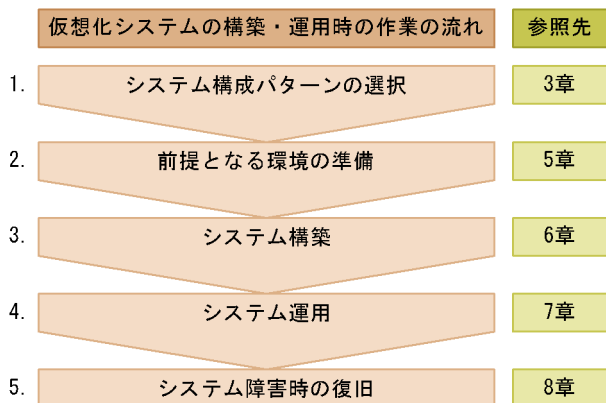 仮想化システムの構築・運用時の作業の流れ 参照先
1. システム構成パターンの選択 3章
2. 前提となる環境の準備 5章
3. システム構築 6章
4. システム運用 7章
5. システム障害時の復旧 8章